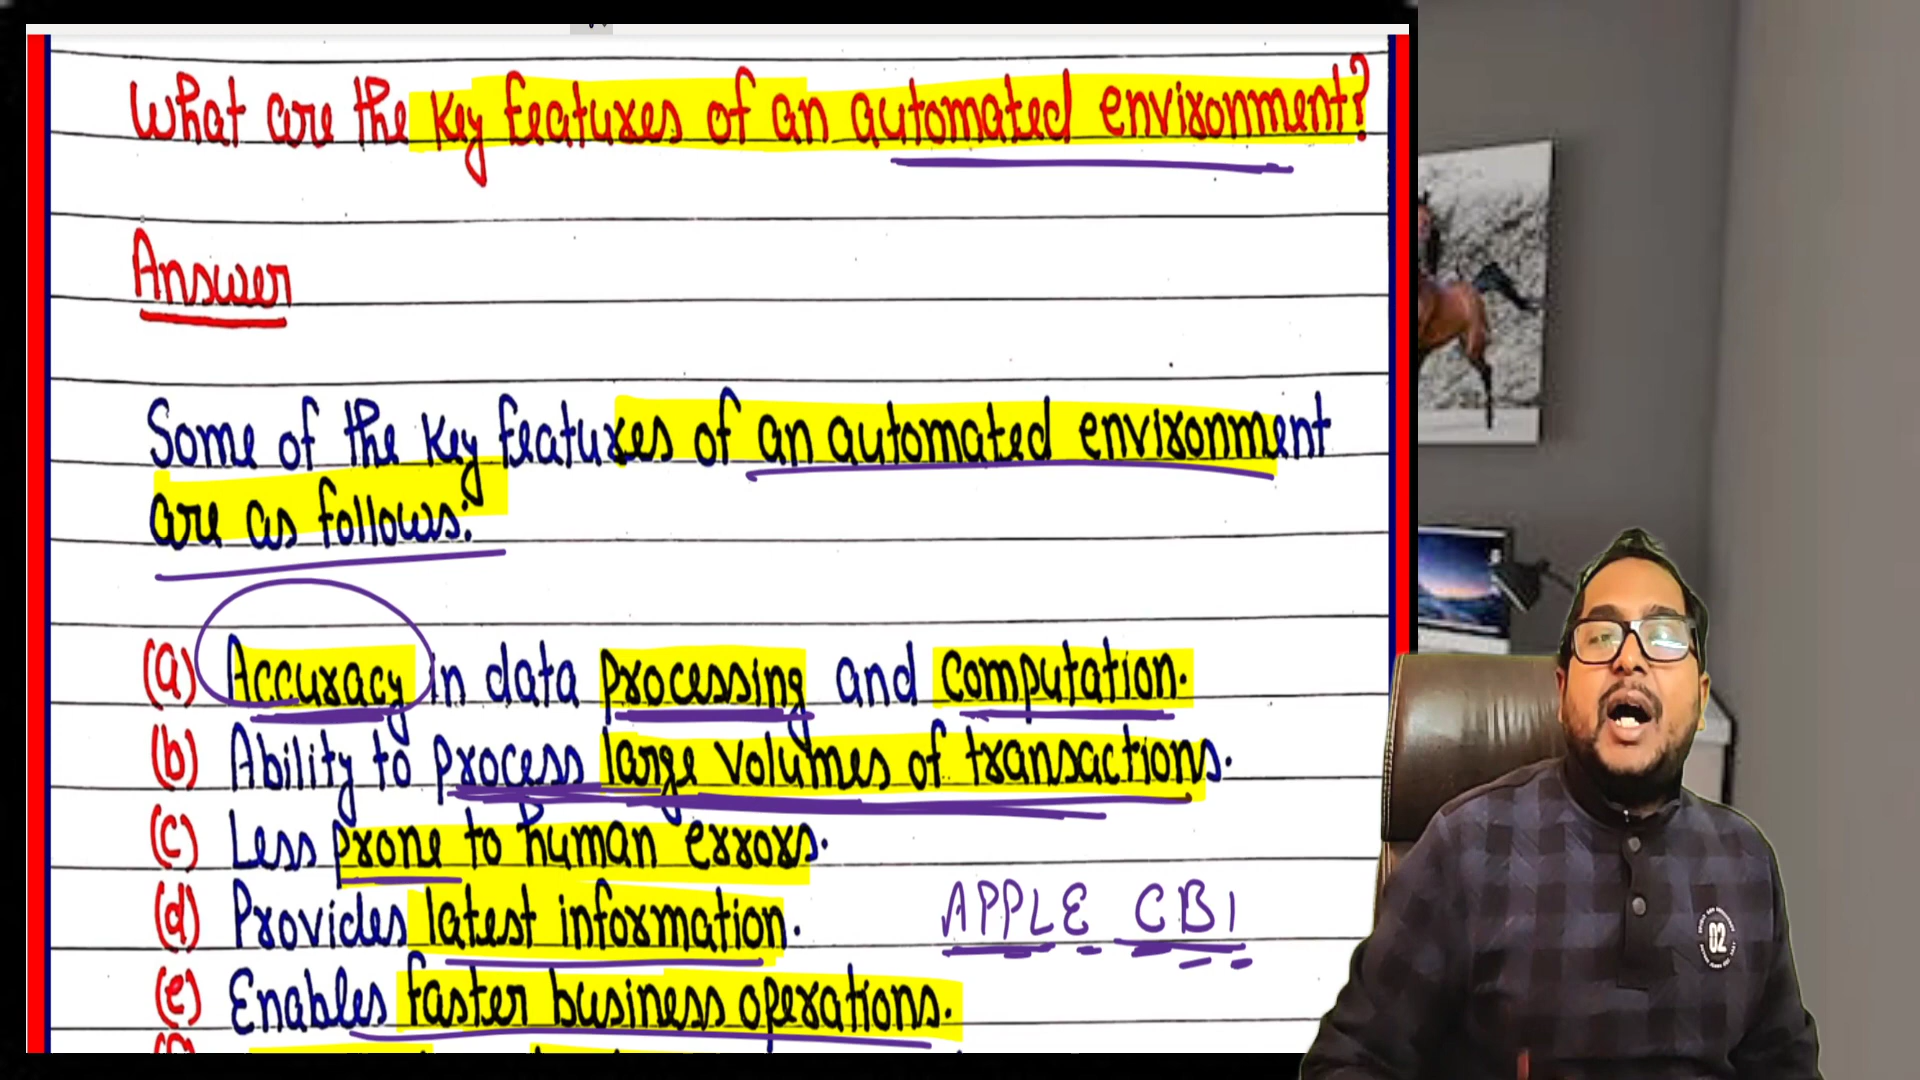 What are the key features of an automated environment?
Answer
Some of the key features of an automated environment
are as follows:
(a) Accuracy in data processing and computation.
(b) Ability to process large volumes of transactions.
(c) Less prone to human errors.
(d) Provides latest information.
APPLE CBI
(e) Enables faster business operations.
02